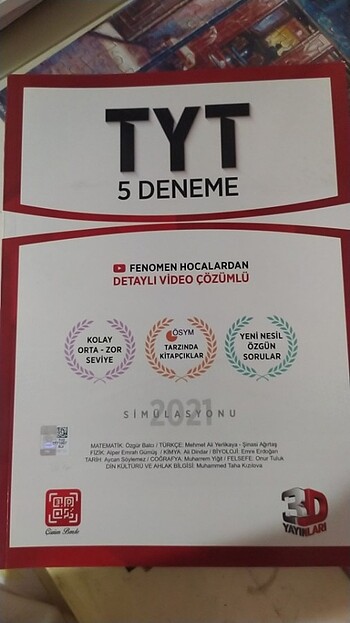 TYT
5 DENEME
FENOMEN HOCALARDAN
DETAYLI VİDEO ÇÖZÜMLÜ
KOLAY
ORTA - ZOR
SEVİYE
ÖSYM
TARZINDA
KİTAPÇIKLAR
YENİ NESİL
ÖZGÜN
SORULAR
2021
SİMÜLASYONU
MATEMATİK: Özgür Balcı / TÜRKÇE: Mehmet Ali Yerlikaya - Şinasi Ağırtaş
FİZİK: Alper Emrah Gümüş / KİMYA: Ali Dindar / BİYOLOJİ: Emre Erdoğan
TARİH: Aycan Söylemez / COĞRAFYA: Muharrem Yiğit / FELSEFE: Onur Tuluk
DİN KÜLTÜRÜ VE AHLAK BİLGİSİ: Muhammed Taha Kızılova
3D
YAYINLARI